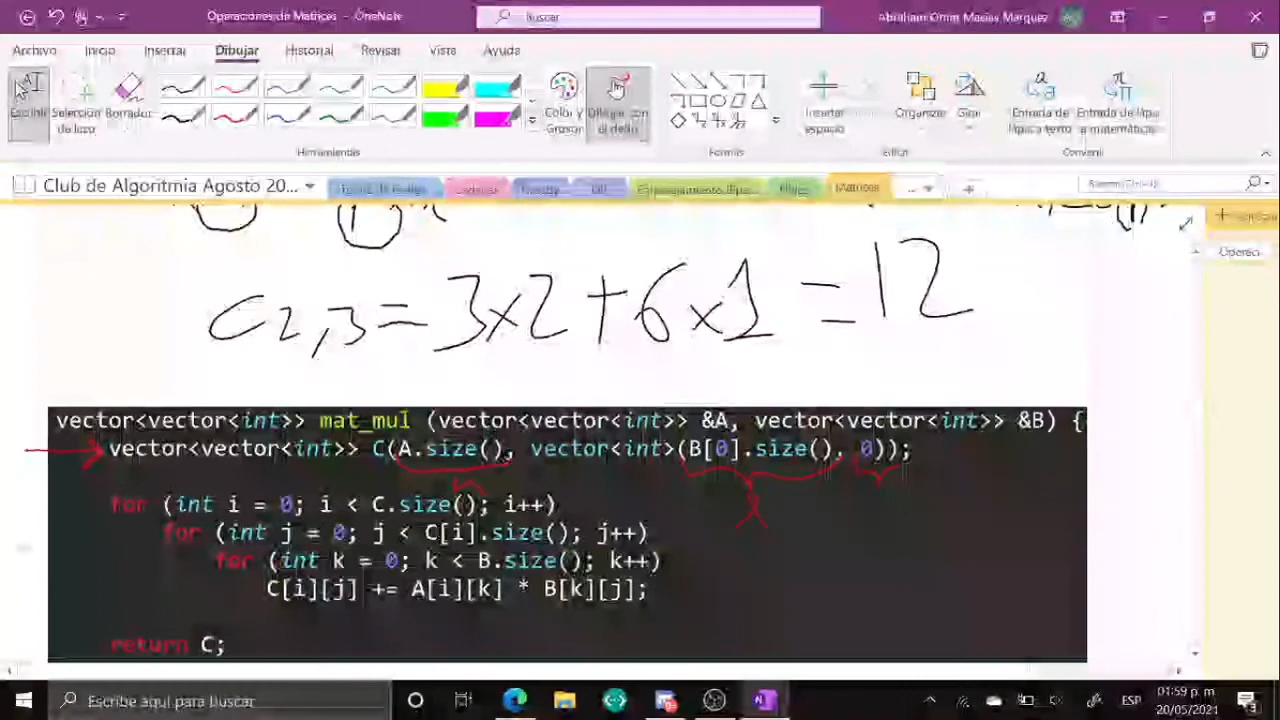 Operaciones de Matrices - OneNote
Buscar
Abraham Omar Macias Marquez
Archivo Inicio Insertar Dibujar Historial Revisar Vista Ayuda
Escribir
Selección de lazo
Borrador
Color y Grosor
Dibujar con el dedo
Insertar espacio
Organizar
Girar
Entrada de lápiz a texto
Entrada de lápiz a matemáticas
Herramientas Formas Editar Convertir
Club de Algoritmia Agosto 20... Matrices ...
C2,3 = 3x2 + 6x1 = 12
vector<vector<int>> mat_mul (vector<vector<int>> &A, vector<vector<int>> &B) {
vector<vector<int>> C(A.size(), vector<int>(B[0].size(), 0));
for (int i = 0; i < C.size(); i++)
for (int j = 0; j < C[i].size(); j++)
for (int k = 0; k < B.size(); k++)
C[i][j] += A[i][k] * B[k][j];
return C;
Escribe aquí para buscar
ESP
01:59 p. m.
20/05/2021